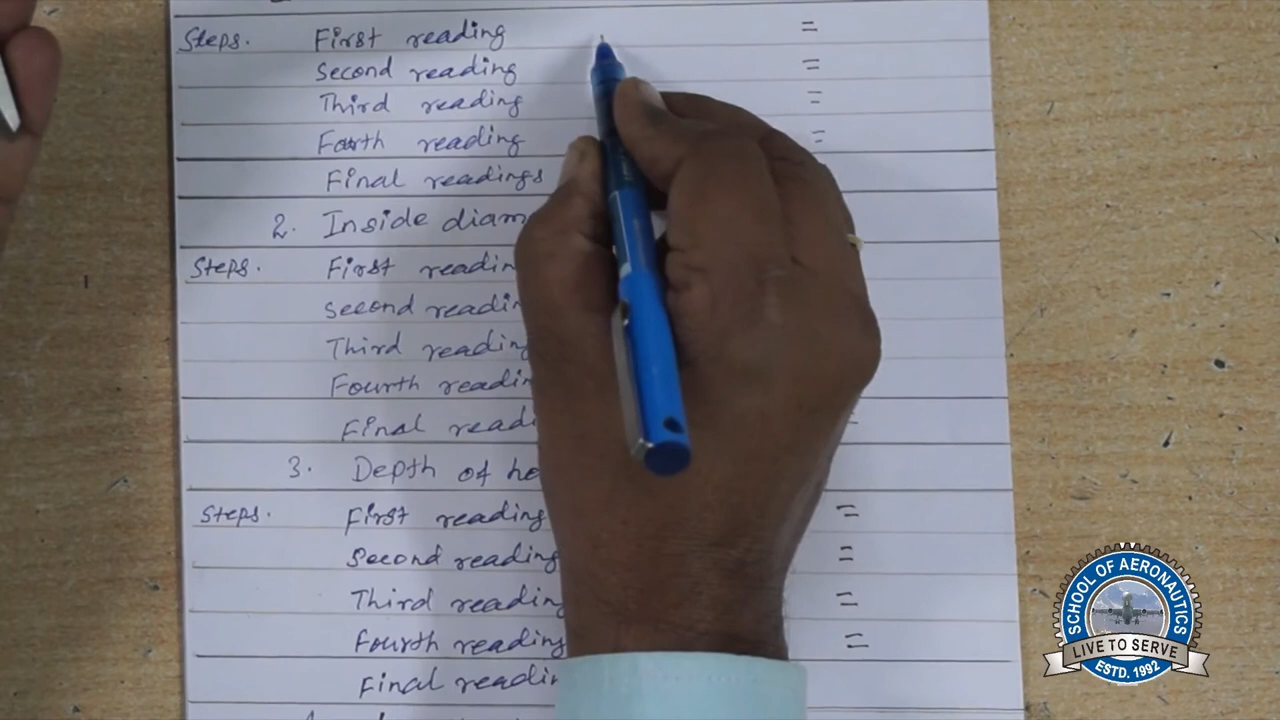 Steps. First reading =
Second reading =
Third reading =
Fourth reading =
Final readings
2. Inside diam
Steps. First readin
Second readin
Third reading
Fourth readin
Final readi
3. Depth of ho
Steps. First reading =
Second reading =
Third reading =
Fourth reading =
Final readin
SCHOOL OF AERONAUTICS
LIVE TO SERVE
ESTD. 1992